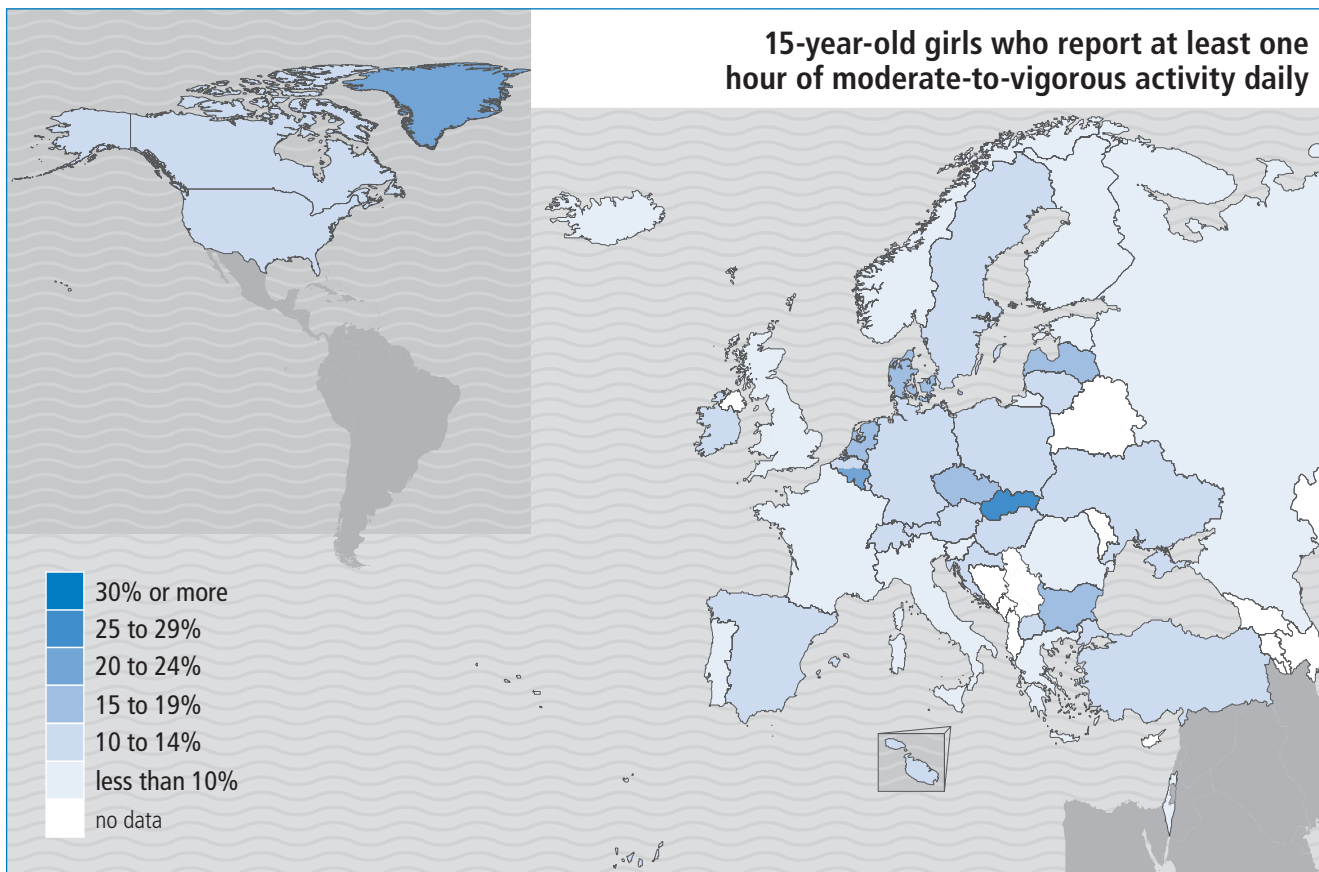 15-year-old girls who report at least one
hour of moderate-to-vigorous activity daily
30% or more
25 to 29%
20 to 24%
15 to 19%
10 to 14%
less than 10%
no data